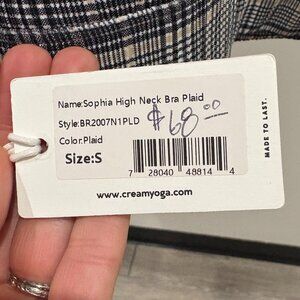 Name:Sophia High Neck Bra Plaid
Style:BR2007N1PLD
$68.00
Color:Plaid
Size:S
7 28040 48814 4
www.creamyoga.com
MADE TO LAST.